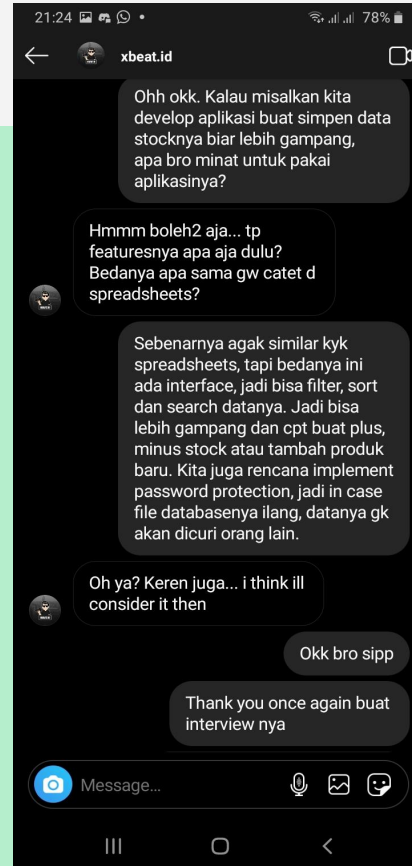 21:24
78%
xbeat.id
Ohh okk. Kalau misalkan kita
develop aplikasi buat simpen data
stocknya biar lebih gampang,
apa bro minat untuk pakai
aplikasinya?
Hmmm boleh2 aja... tp
featuresnya apa aja dulu?
Bedanya apa sama gw catet d
spreadsheets?
Sebenarnya agak similar kyk
spreadsheets, tapi bedanya ini
ada interface, jadi bisa filter, sort
dan search datanya. Jadi bisa
lebih gampang dan cpt buat plus,
minus stock atau tambah produk
baru. Kita juga rencana implement
password protection, jadi in case
file databasenya ilang, datanya gk
akan dicuri orang lain.
Oh ya? Keren juga... i think ill
consider it then
Okk bro sipp
Thank you once again buat
interview nya
Message...